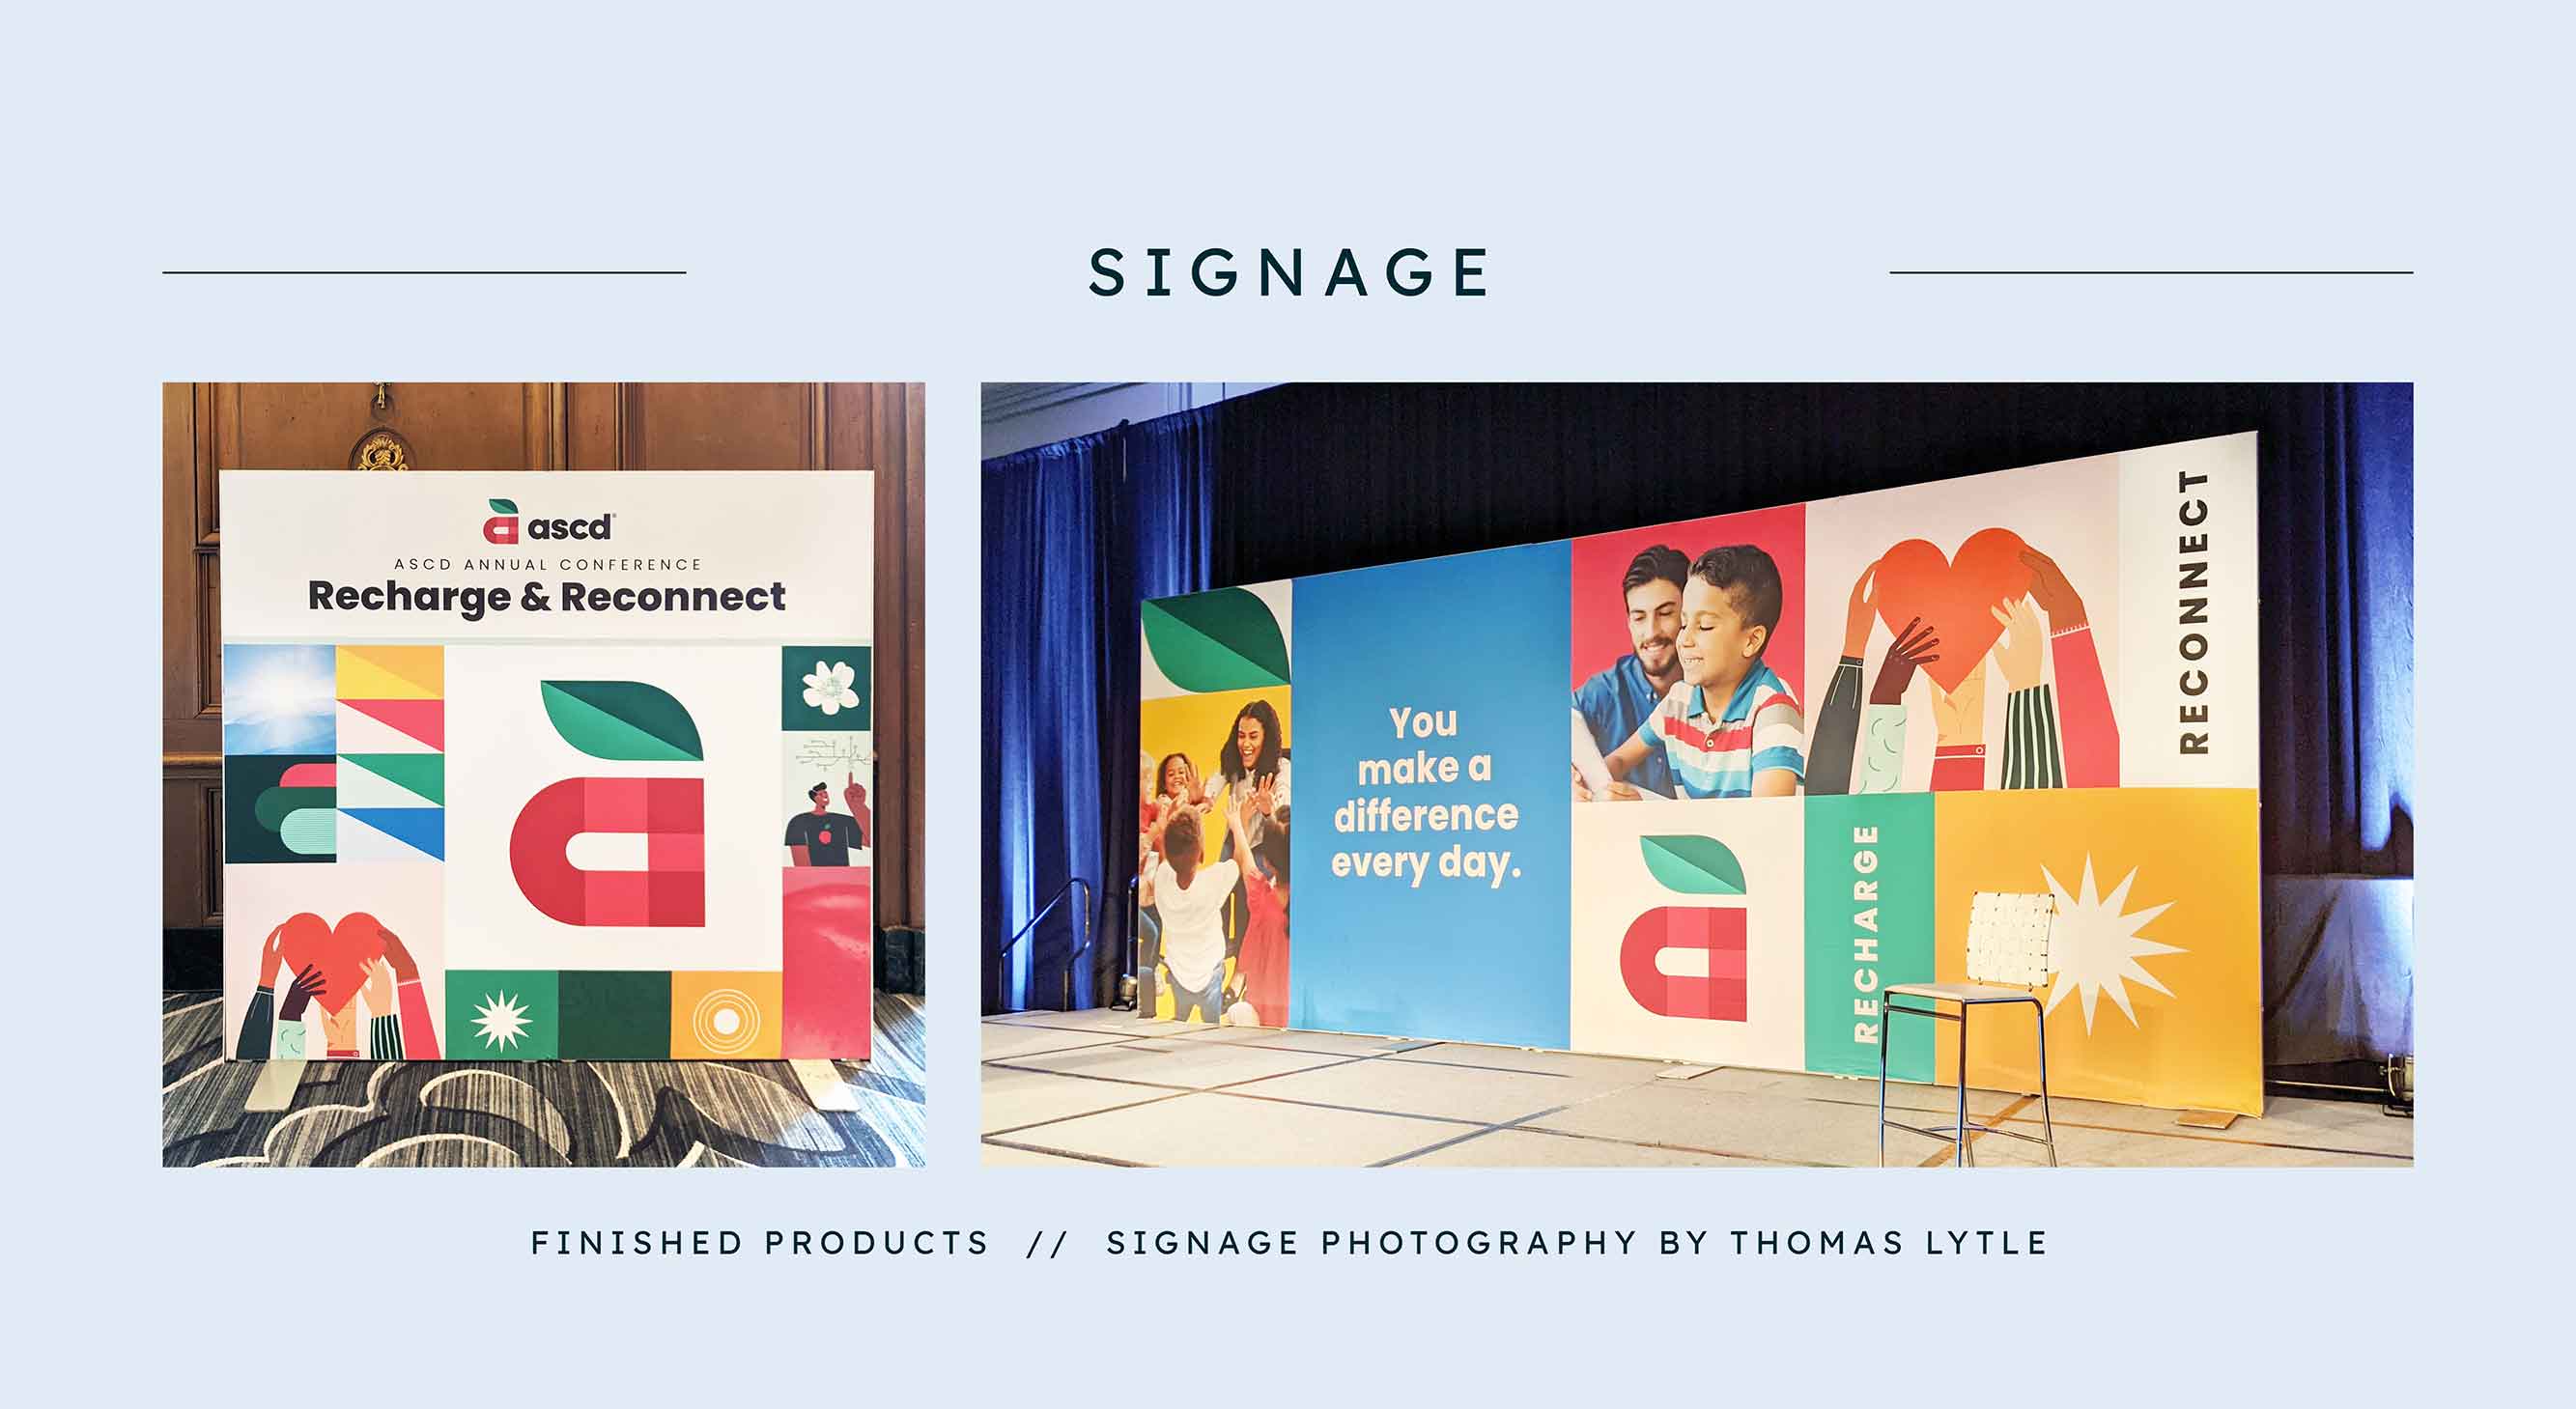 SIGNAGE
ascd
ASCD ANNUAL CONFERENCE
Recharge & Reconnect
You
make a
difference
every day.
RECONNECT
RECHARGE
FINISHED PRODUCTS // SIGNAGE PHOTOGRAPHY BY THOMAS LYTLE